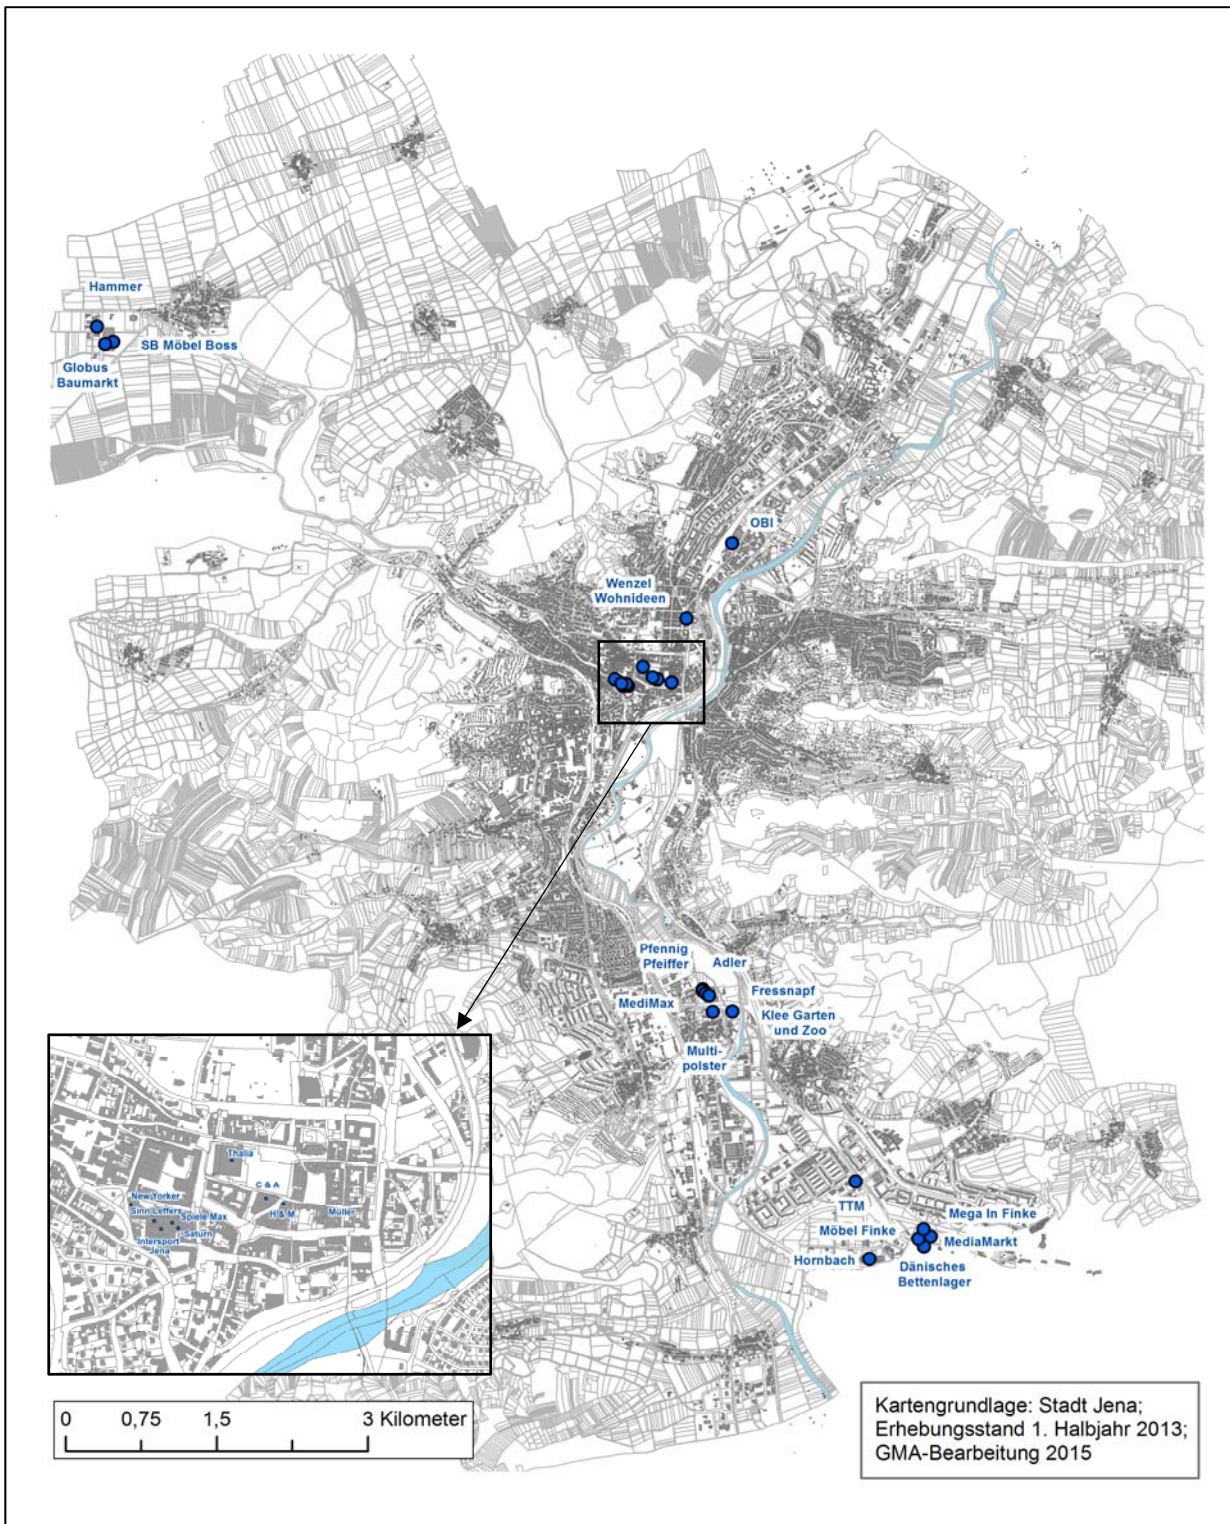 Hammer
SB Möbel Boss
Globus
Baumarkt
OBI
Wenzel
Wohnideen
Pfennig
Pfeiffer
Adler
MediMax
Fressnapf
Klee Garten
und Zoo
Multi-
polster
TTM
Mega In Finke
Möbel Finke
MediaMarkt
Hornbach
Dänisches
Bettenlager
Thalia
C & A
New Yorker
H & M
Müller
Sinn Leffers
Spiele Max
Saturn
Intersport
Jena
0 0,75 1,5 3 Kilometer
Kartengrundlage: Stadt Jena;
Erhebungsstand 1. Halbjahr 2013;
GMA-Bearbeitung 2015